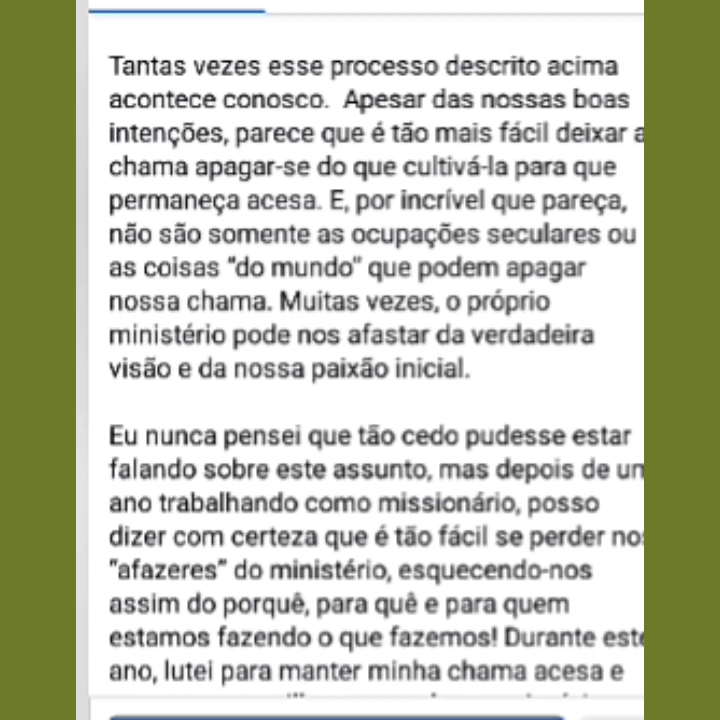 Tantas vezes esse processo descrito acima
acontece conosco. Apesar das nossas boas
intenções, parece que é tão mais fácil deixar a
chama apagar-se do que cultivá-la para que
permaneça acesa. E, por incrível que pareça,
não são somente as ocupações seculares ou
as coisas "do mundo" que podem apagar
nossa chama. Muitas vezes, o próprio
ministério pode nos afastar da verdadeira
visão e da nossa paixão inicial.
Eu nunca pensei que tão cedo pudesse estar
falando sobre este assunto, mas depois de um
ano trabalhando como missionário, posso
dizer com certeza que é tão fácil se perder nos
"afazeres" do ministério, esquecendo-nos
assim do porquê, para quê e para quem
estamos fazendo o que fazemos! Durante este
ano, lutei para manter minha chama acesa e